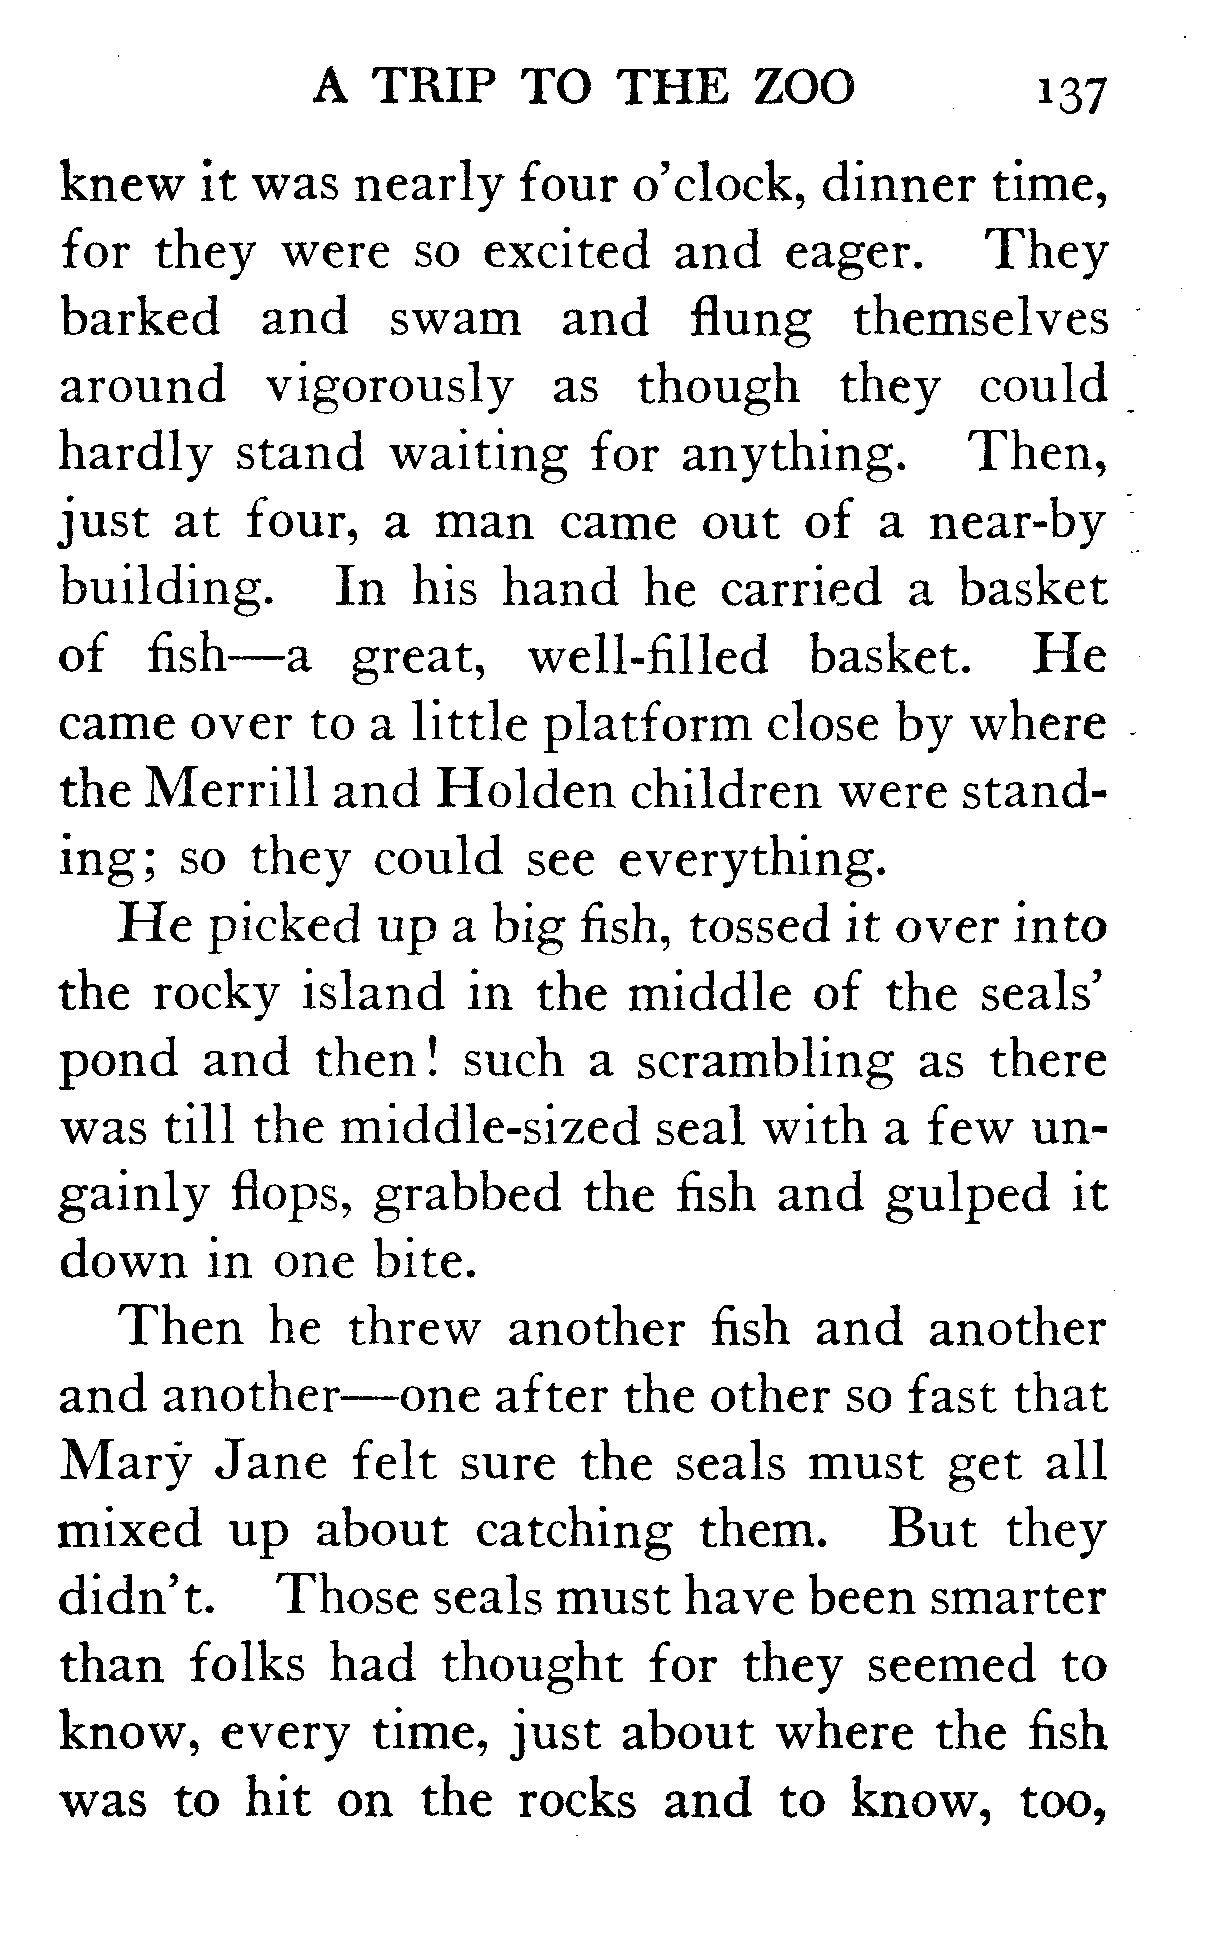 A TRIP TO THE ZOO 137
knew it was nearly four o'clock, dinner time,
for they were so excited and eager. They
barked and swam and flung themselves
around vigorously as though they could
hardly stand waiting for anything. Then,
just at four, a man came out of a near-by
building. In his hand he carried a basket
of fish—a great, well-filled basket. He
came over to a little platform close by where
the Merrill and Holden children were stand-
ing; so they could see everything.
He picked up a big fish, tossed it over into
the rocky island in the middle of the seals'
pond and then! such a scrambling as there
was till the middle-sized seal with a few un-
gainly flops, grabbed the fish and gulped it
down in one bite.
Then he threw another fish and another
and another—one after the other so fast that
Mary Jane felt sure the seals must get all
mixed up about catching them. But they
didn't. Those seals must have been smarter
than folks had thought for they seemed to
know, every time, just about where the fish
was to hit on the rocks and to know, too,